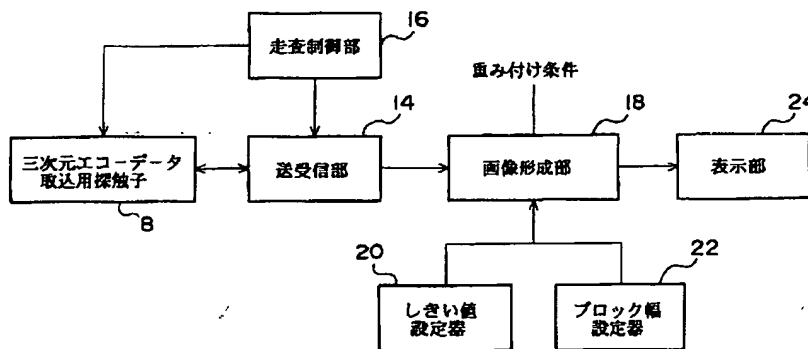 走査制御部
16
重み付け条件
14
18
24
三次元エコーデータ
取込用探触子
送受信部
画像形成部
表示部
8
20
22
しきい値
設定器
ブロック幅
設定器